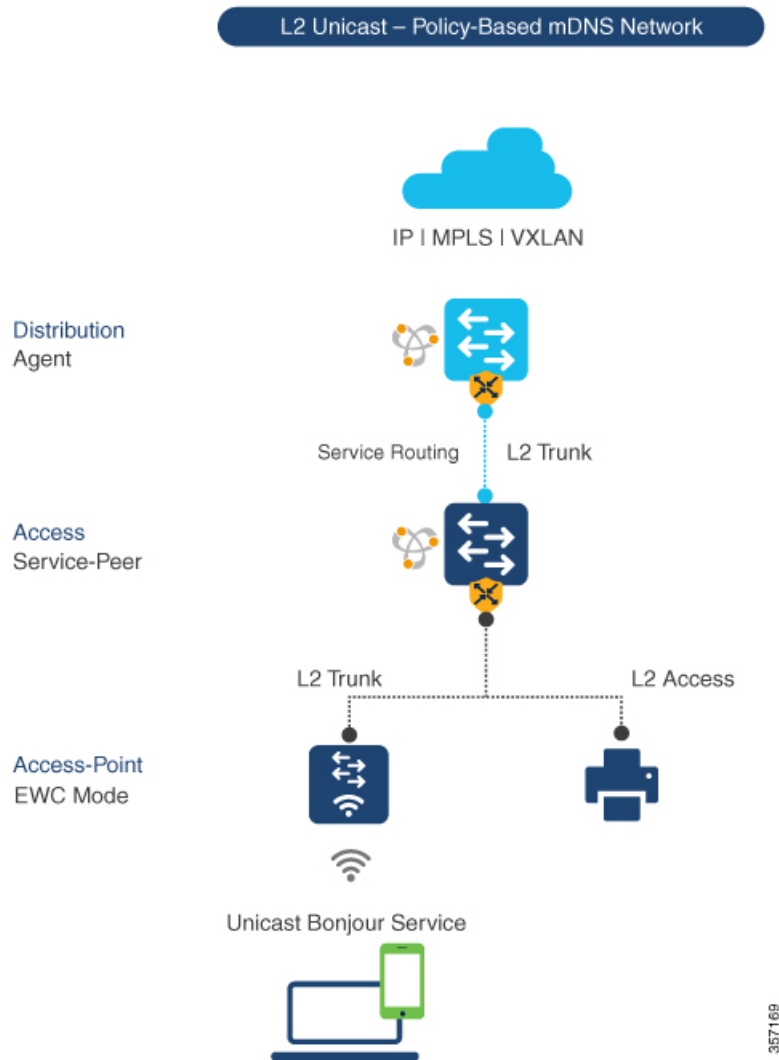 L2 Unicast – Policy-Based mDNS Network
IP | MPLS | VXLAN
Distribution
Agent
Service Routing
L2 Trunk
Access
Service-Peer
L2 Trunk
L2 Access
Access-Point
EWC Mode
Unicast Bonjour Service
357169